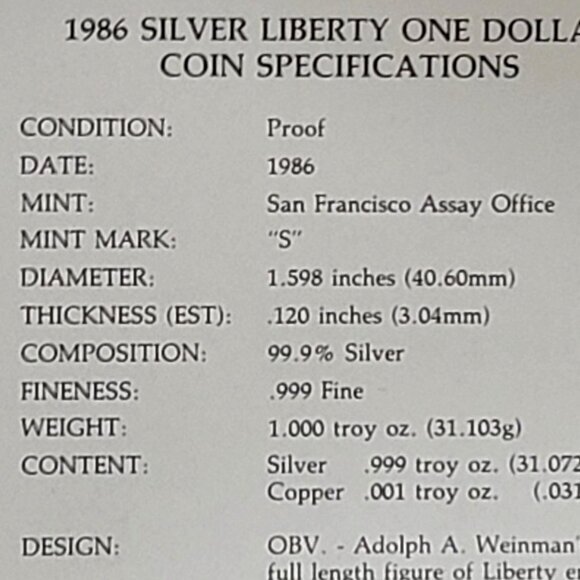 1986 SILVER LIBERTY ONE DOLLA
COIN SPECIFICATIONS
CONDITION: Proof
DATE: 1986
MINT: San Francisco Assay Office
MINT MARK: "S"
DIAMETER: 1.598 inches (40.60mm)
THICKNESS (EST): .120 inches (3.04mm)
COMPOSITION: 99.9% Silver
FINENESS: .999 Fine
WEIGHT: 1.000 troy oz. (31.103g)
CONTENT: Silver .999 troy oz. (31.072
Copper .001 troy oz. (.031
DESIGN: OBV. - Adolph A. Weinman'
full length figure of Liberty